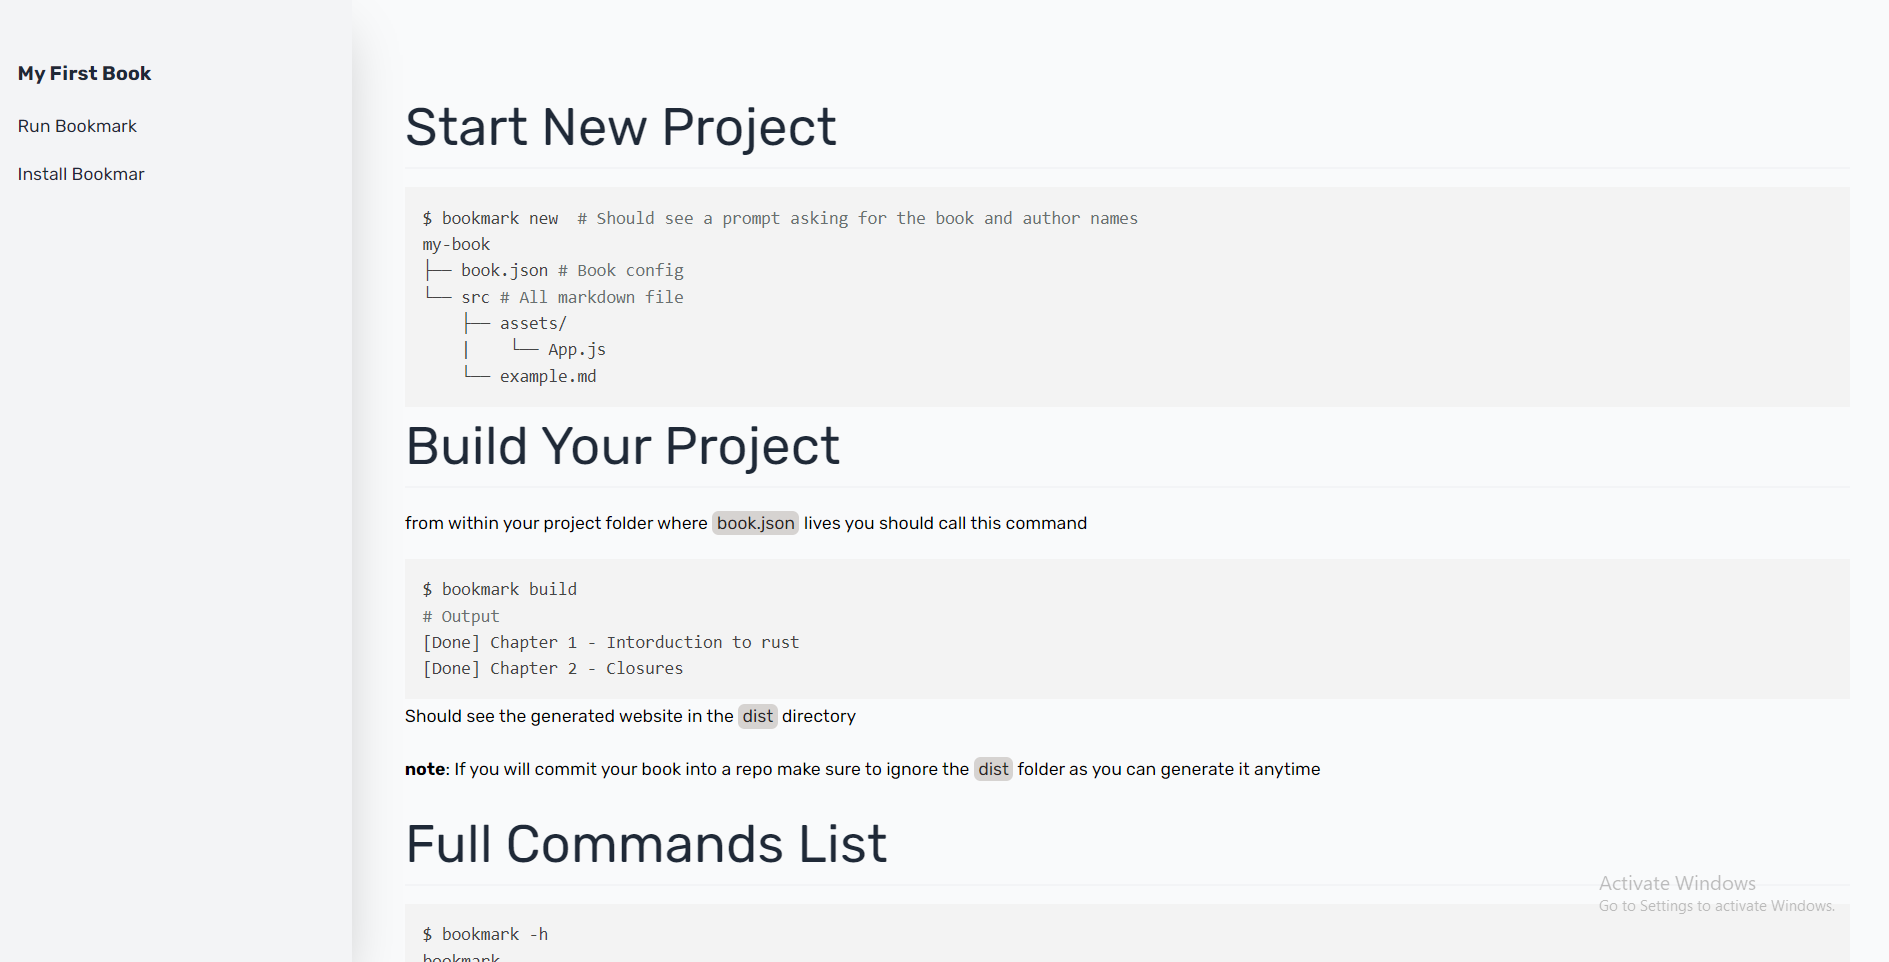 My First Book
Run Bookmark
Install Bookmar
Start New Project
$ bookmark new  # Should see a prompt asking for the book and author names
my-book
├── book.json # Book config
└── src # All markdown file
    ├── assets/
    |    └── App.js
    └── example.md
Build Your Project
from within your project folder where book.json lives you should call this command
$ bookmark build
# Output
[Done] Chapter 1 - Intorduction to rust
[Done] Chapter 2 - Closures
Should see the generated website in the dist directory
note: If you will commit your book into a repo make sure to ignore the dist folder as you can generate it anytime
Full Commands List
$ bookmark -h
bookmark
Activate Windows
Go to Settings to activate Windows.